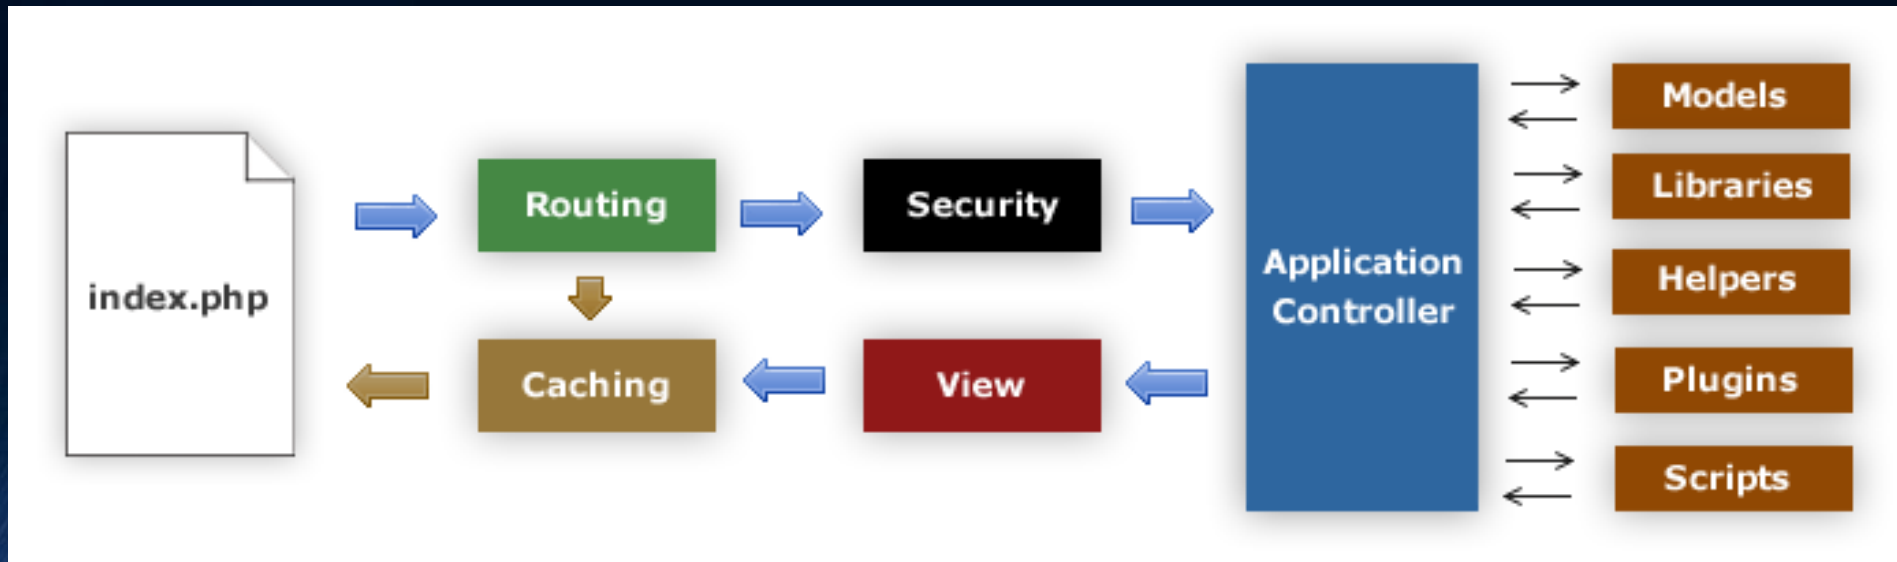 index.php
Routing
Security
Caching
View
Application
Controller
Models
Libraries
Helpers
Plugins
Scripts